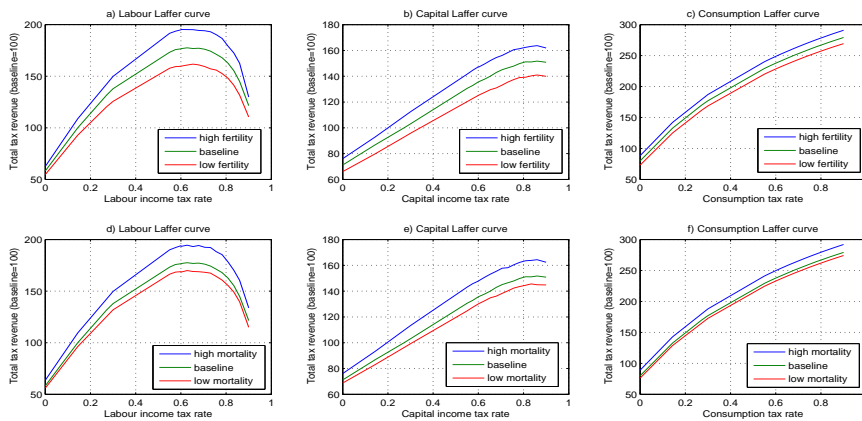 a) Labour Laffer curve
Total tax revenue (baseline=100)
200
150
100
50
0
0.2
0.4
0.6
0.8
1
Labour income tax rate
high fertility
baseline
low fertility
b) Capital Laffer curve
Total tax revenue (baseline=100)
180
160
140
120
100
80
60
0
0.2
0.4
0.6
0.8
1
Capital income tax rate
high fertility
baseline
low fertility
c) Consumption Laffer curve
Total tax revenue (baseline=100)
300
250
200
150
100
50
0
0.2
0.4
0.6
0.8
Consumption tax rate
high fertility
baseline
low fertility
d) Labour Laffer curve
Total tax revenue (baseline=100)
200
150
100
50
0
0.2
0.4
0.6
0.8
1
Labour income tax rate
high mortality
baseline
low mortality
e) Capital Laffer curve
Total tax revenue (baseline=100)
180
160
140
120
100
80
60
0
0.2
0.4
0.6
0.8
1
Capital income tax rate
high mortality
baseline
low mortality
f) Consumption Laffer curve
Total tax revenue (baseline=100)
300
250
200
150
100
50
0
0.2
0.4
0.6
0.8
Consumption tax rate
high mortality
baseline
low mortality